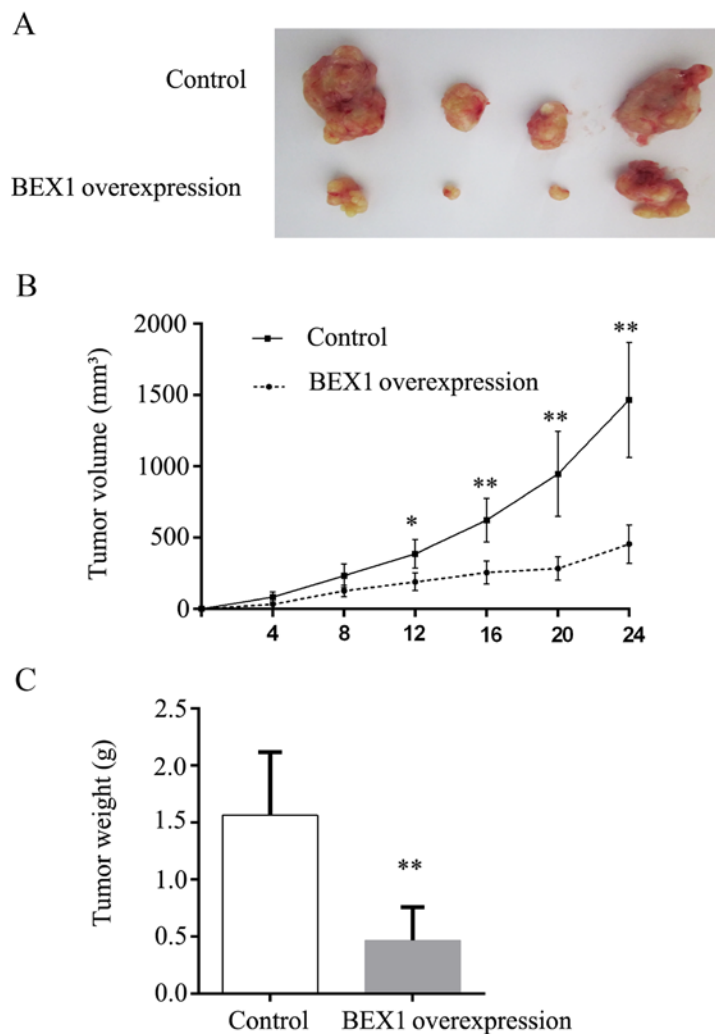 A
Control
BEX1 overexpression
B
Tumor volume (mm³)
2000
1500
1000
500
0
Control
BEX1 overexpression
*
**
**
**
4 8 12 16 20 24
C
Tumor weight (g)
2.5
2.0
1.5
1.0
0.5
0.0
**
Control BEX1 overexpression